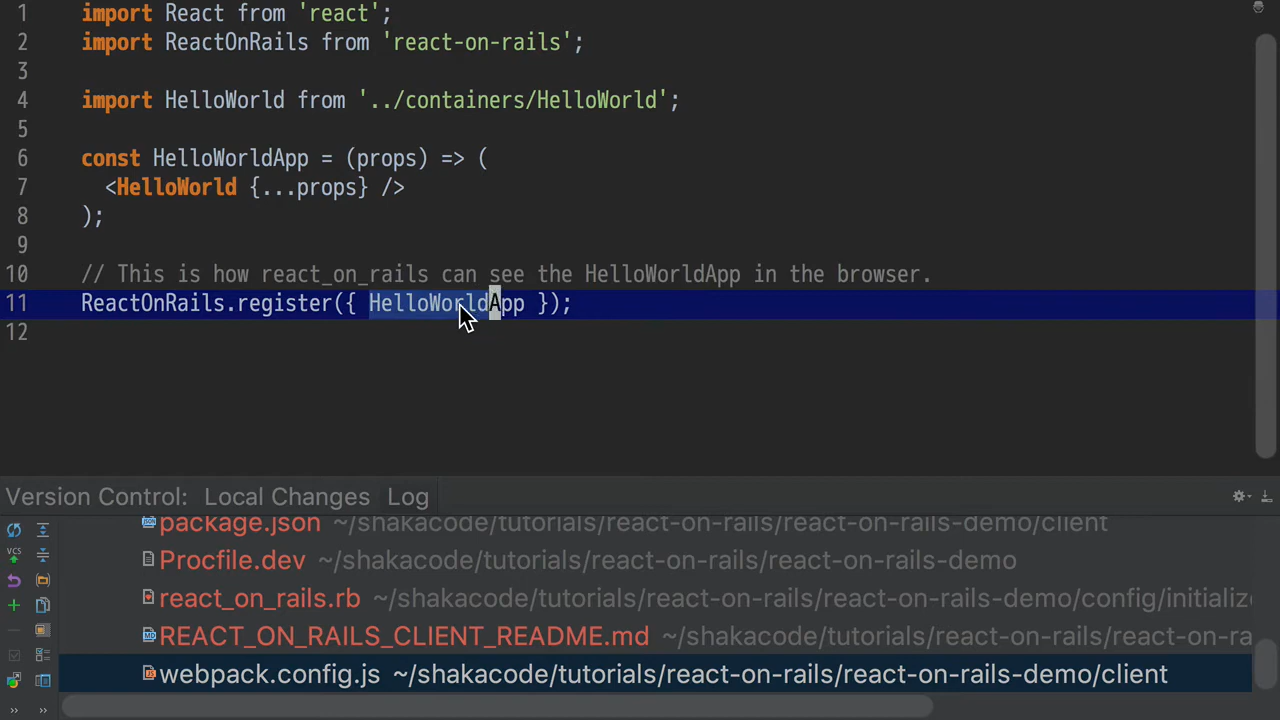 1 import React from 'react';
2 import ReactOnRails from 'react-on-rails';
3
4 import HelloWorld from '../containers/HelloWorld';
5
6 const HelloWorldApp = (props) => (
7 <HelloWorld {...props} />
8 );
9
10 // This is how react_on_rails can see the HelloWorldApp in the browser.
11 ReactOnRails.register({ HelloWorldApp });
12
Version Control: Local Changes Log
package.json ~/shakacode/tutorials/react-on-rails/react-on-rails-demo/client
Procfile.dev ~/shakacode/tutorials/react-on-rails/react-on-rails-demo
react_on_rails.rb ~/shakacode/tutorials/react-on-rails/react-on-rails-demo/config/initialize
REACT_ON_RAILS_CLIENT_README.md ~/shakacode/tutorials/react-on-rails/react-on-ra
webpack.config.js ~/shakacode/tutorials/react-on-rails/react-on-rails-demo/client
VCS